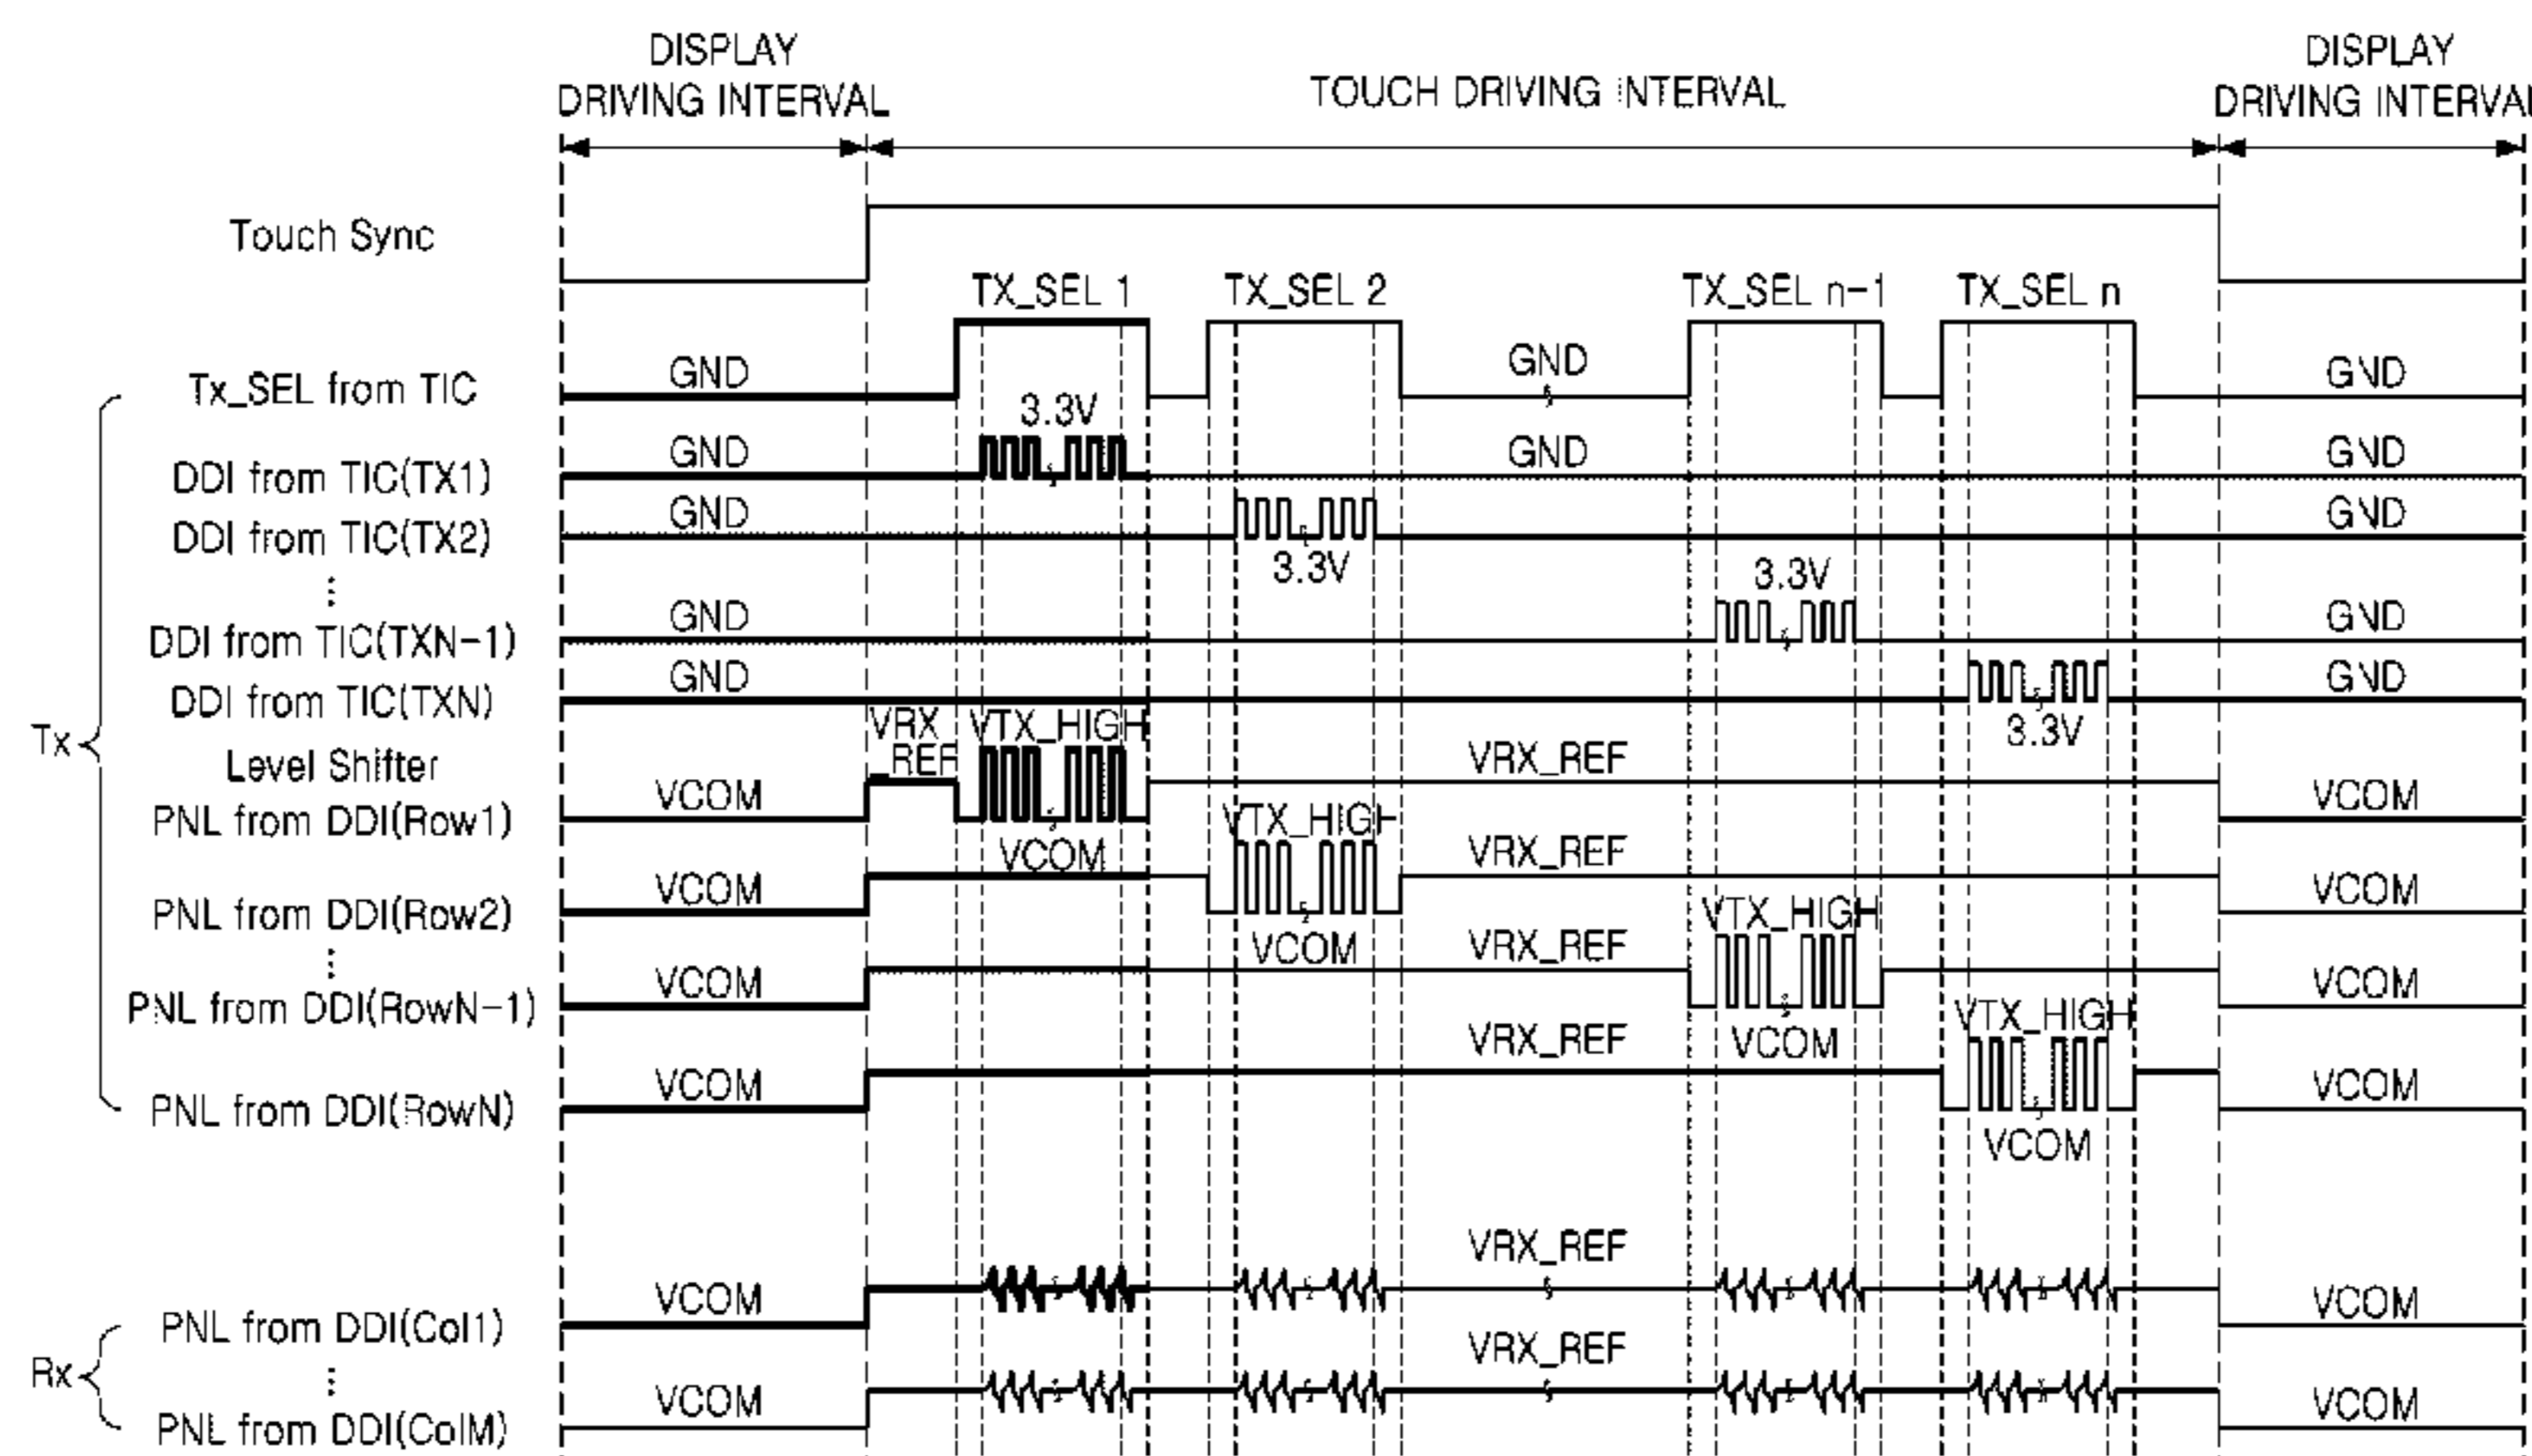 DISPLAY
DRIVING INTERVAL
TOUCH DRIVING INTERVAL
DISPLAY
DRIVING INTERVAL
Touch Sync
TX_SEL 1
TX_SEL 2
TX_SEL n-1
TX_SEL n
Tx_SEL from TIC
GND
GND
GND
3.3V
DDI from TIC(TX1)
GND
GND
GND
DDI from TIC(TX2)
GND
3.3V
GND
⋮
DDI from TIC(TXN-1)
GND
3.3V
GND
DDI from TIC(TXN)
GND
3.3V
GND
Tx
Level Shifter
PNL from DDI(Row1)
VCOM
VRX
_REF
VTX_HIGH
VCOM
VRX_REF
VCOM
PNL from DDI(Row2)
VCOM
VTX_HIGH
VCOM
VRX_REF
VCOM
⋮
PNL from DDI(RowN-1)
VCOM
VRX_REF
VTX_HIGH
VCOM
VCOM
PNL from DDI(RowN)
VCOM
VRX_REF
VTX_HIGH
VCOM
VCOM
Rx
PNL from DDI(Col1)
VCOM
VRX_REF
VCOM
⋮
PNL from DDI(ColM)
VCOM
VRX_REF
VCOM